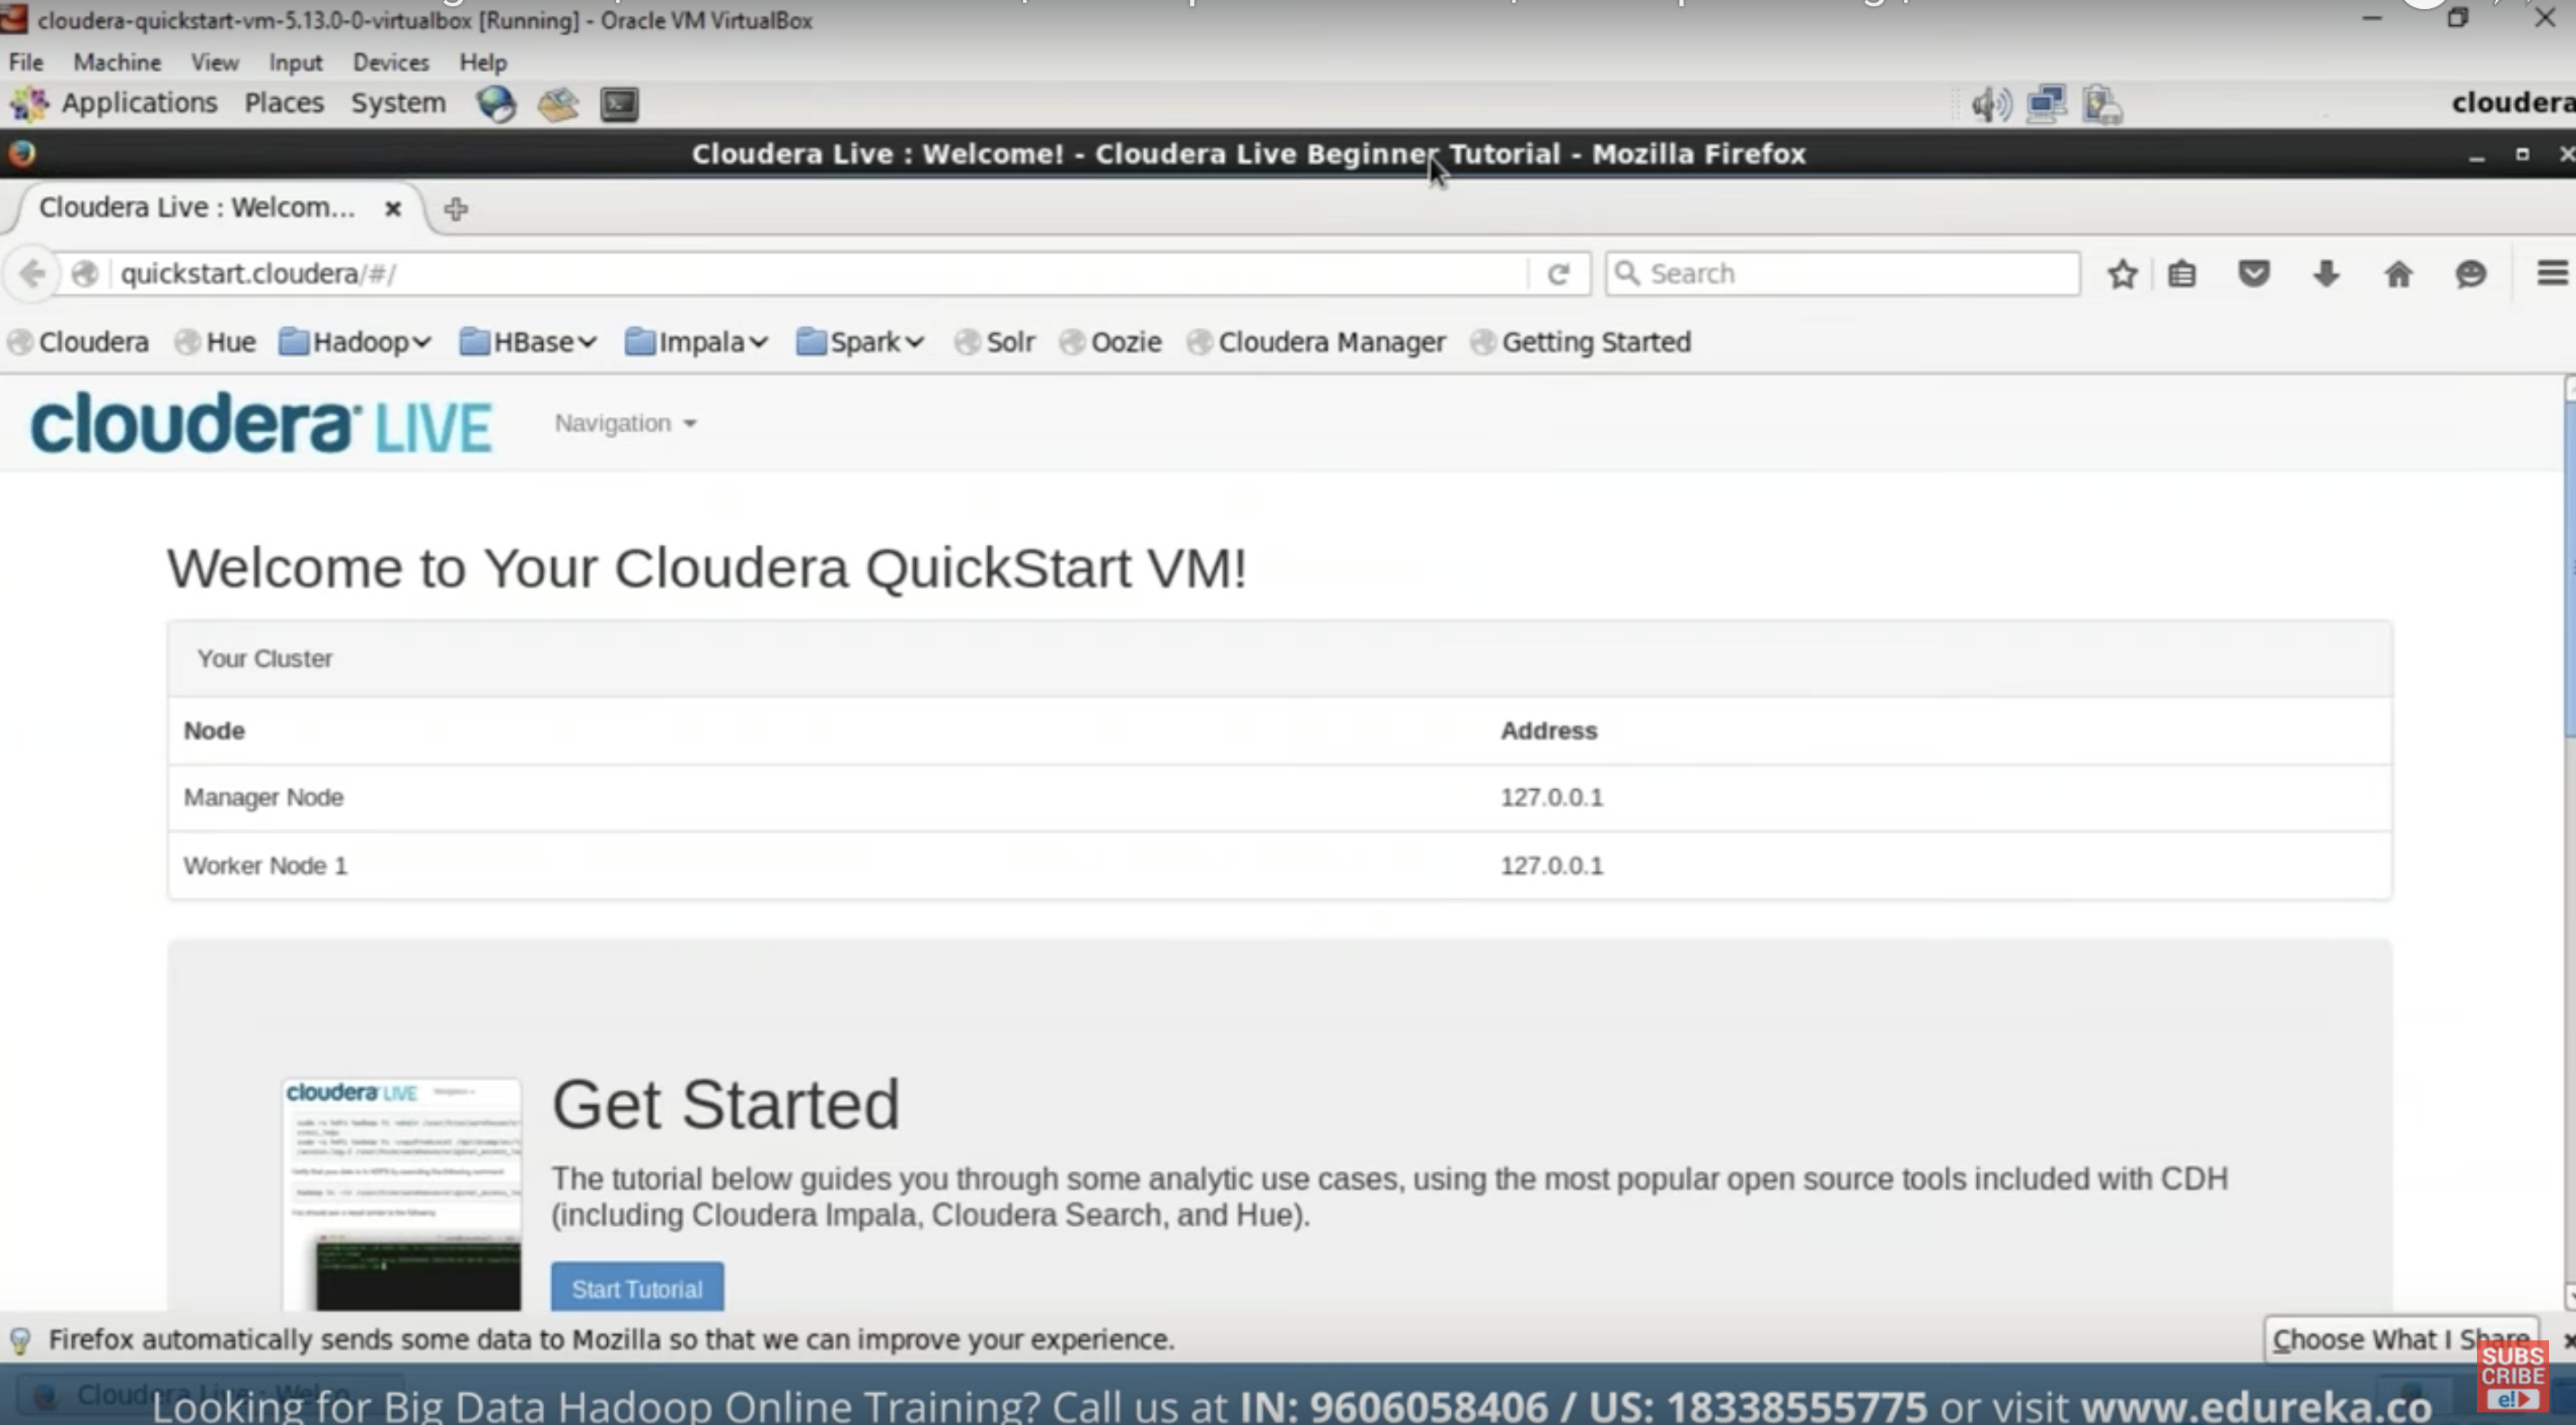 cloudera-quickstart-vm-5.13.0-0-virtualbox [Running] - Oracle VM VirtualBox
File Machine View Input Devices Help
Applications Places System cloudera
Cloudera Live : Welcome! - Cloudera Live Beginner Tutorial - Mozilla Firefox
Cloudera Live : Welcom...
quickstart.cloudera/#/ Search
Cloudera Hue Hadoop HBase Impala Spark Solr Oozie Cloudera Manager Getting Started
cloudera LIVE Navigation
Welcome to Your Cloudera QuickStart VM!
Your Cluster
Node Address
Manager Node 127.0.0.1
Worker Node 1 127.0.0.1
cloudera LIVE
Get Started
The tutorial below guides you through some analytic use cases, using the most popular open source tools included with CDH
(including Cloudera Impala, Cloudera Search, and Hue).
Start Tutorial
Firefox automatically sends some data to Mozilla so that we can improve your experience. Choose What I Share
SUBS
CRIBE
e!
Looking for Big Data Hadoop Online Training? Call us at IN: 9606058406 / US: 18338555775 or visit www.edureka.co